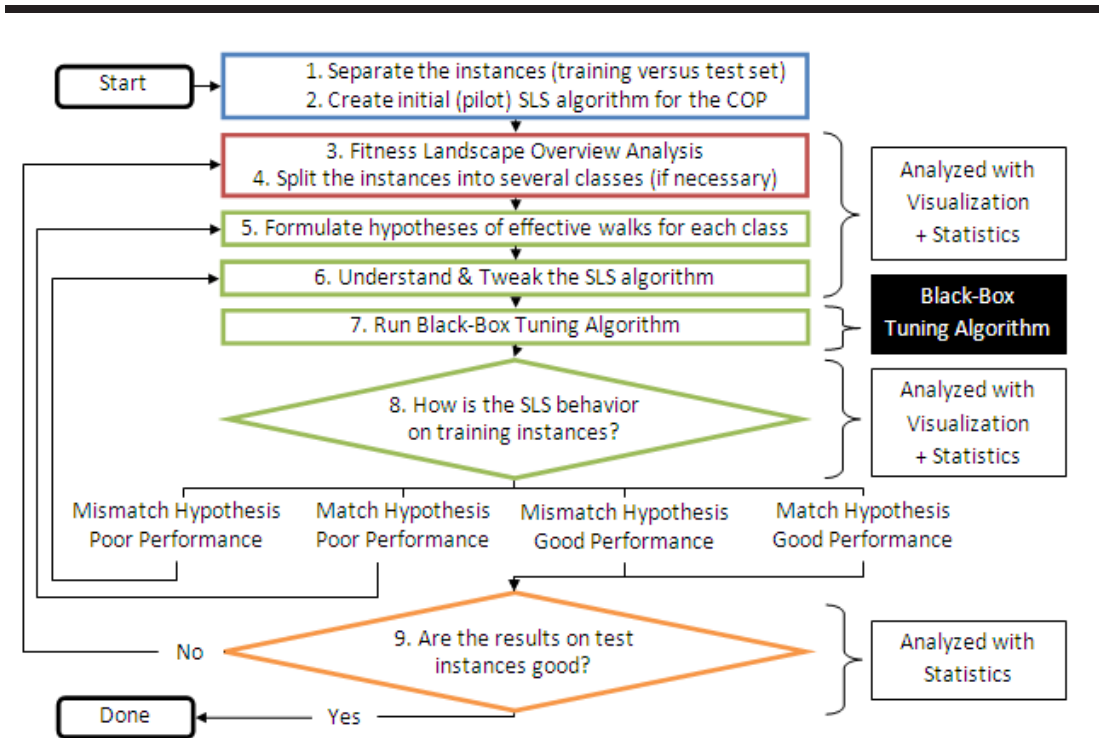 Start
1. Separate the instances (training versus test set)
2. Create initial (pilot) SLS algorithm for the COP
3. Fitness Landscape Overview Analysis
4. Split the instances into several classes (if necessary)
5. Formulate hypotheses of effective walks for each class
6. Understand & Tweak the SLS algorithm
Analyzed with
Visualization
+ Statistics
7. Run Black-Box Tuning Algorithm
Black-Box
Tuning Algorithm
8. How is the SLS behavior
on training instances?
Analyzed with
Visualization
+ Statistics
Mismatch Hypothesis
Poor Performance
Match Hypothesis
Poor Performance
Mismatch Hypothesis
Good Performance
Match Hypothesis
Good Performance
9. Are the results on test
instances good?
Analyzed with
Statistics
No
Yes
Done